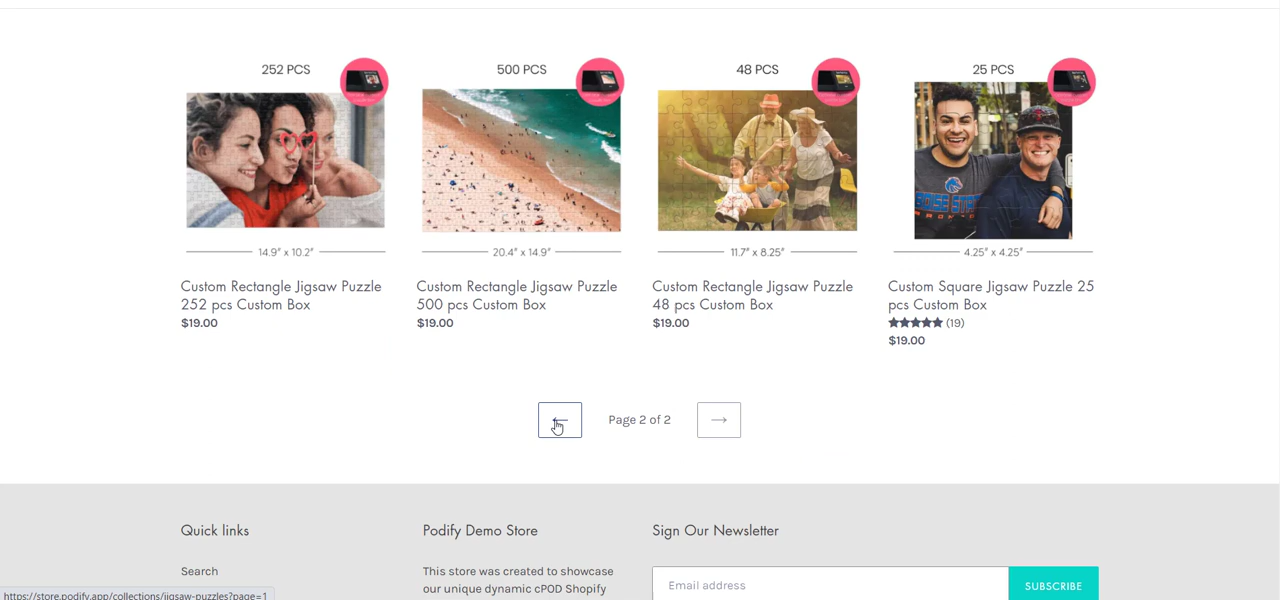 252 PCS
500 PCS
48 PCS
25 PCS
14.9" x 10.2"
20.4" x 14.9"
11.7" x 8.25"
4.25" x 4.25"
Custom Rectangle Jigsaw Puzzle
252 pcs Custom Box
$19.00
Custom Rectangle Jigsaw Puzzle
500 pcs Custom Box
$19.00
Custom Rectangle Jigsaw Puzzle
48 pcs Custom Box
$19.00
Custom Square Jigsaw Puzzle 25
pcs Custom Box
(19)
$19.00
Page 2 of 2
Quick links
Search
Podify Demo Store
This store was created to showcase
our unique dynamic cPOD Shopify
Sign Our Newsletter
Email address
SUBSCRIBE
https://store.podify.app/collections/jigsaw-puzzles?page=1